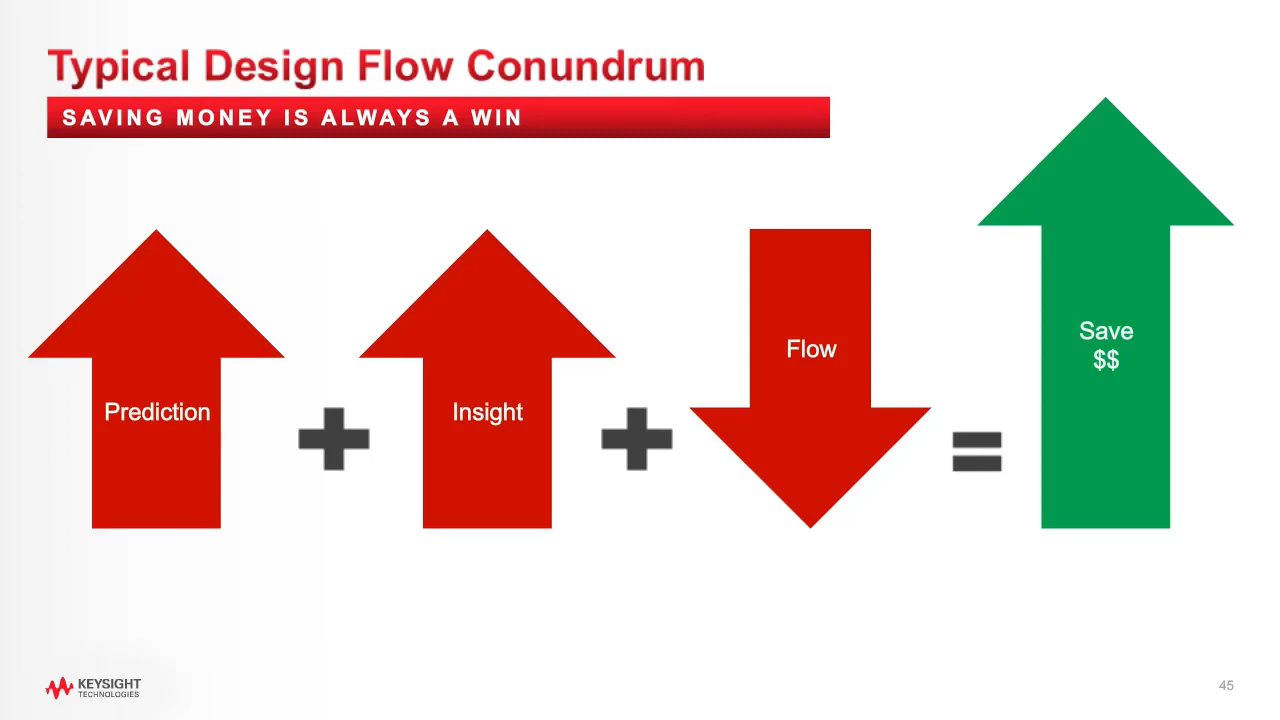 Typical Design Flow Conundrum
SAVING MONEY IS ALWAYS A WIN
Prediction
Insight
Flow
Save
$$
KEYSIGHT
TECHNOLOGIES
45